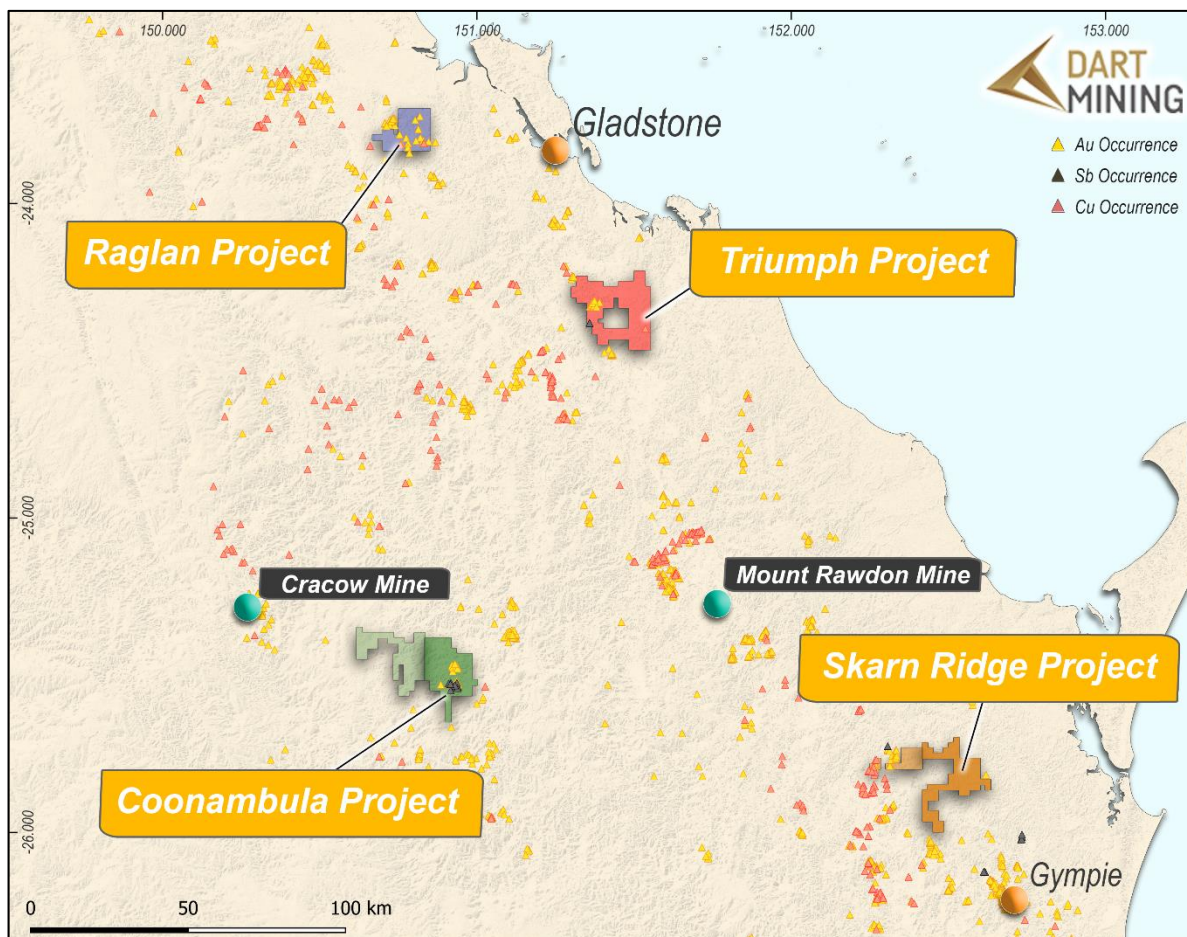 150.000
151.000
152.000
153.000
DART
MINING
Au Occurrence
Sb Occurrence
Cu Occurrence
Gladstone
-24.000
Raglan Project
Triumph Project
-25.000
Cracow Mine
Mount Rawdon Mine
Skarn Ridge Project
Coonambula Project
-26.000
Gympie
0
50
100 km